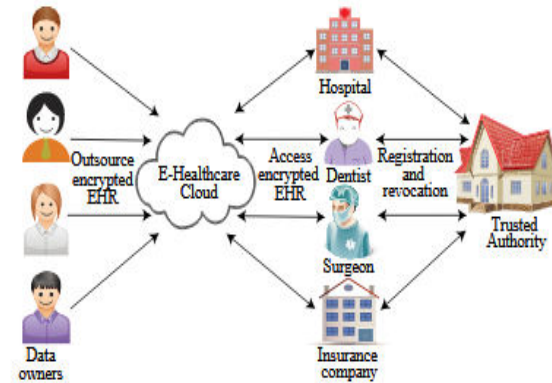 Hospital
Outsource
encrypted
EHR
E-Healthcare
Cloud
Access
encrypted
EHR
Dentist
Registration
and
revocation
Trusted
Authority
Surgeon
Data
owners
Insurance
company